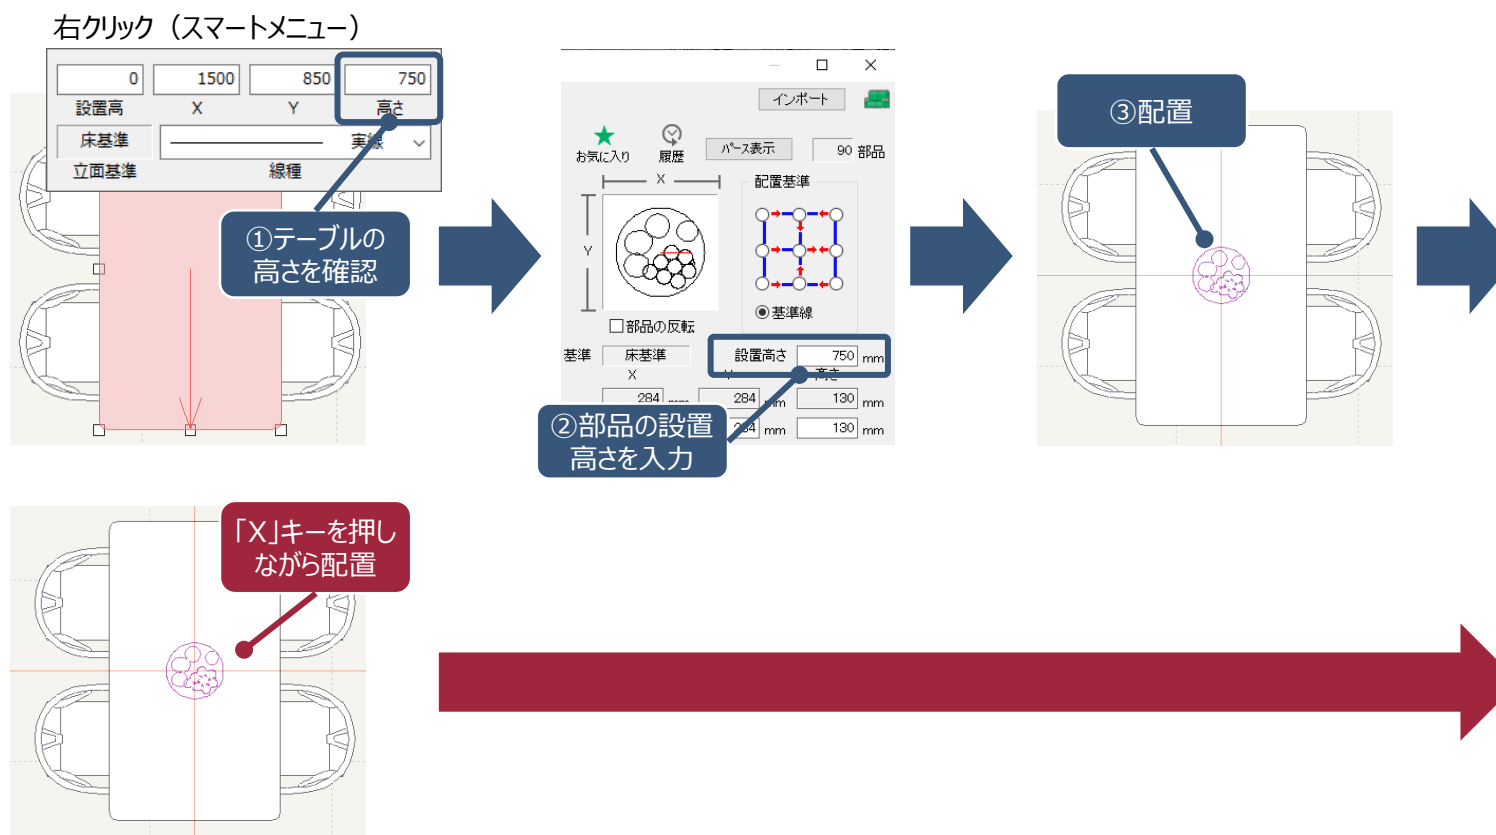 右クリック（スマートメニュー）
0 1500 850 750
設置高 X Y 高さ
床基準 実線
立面基準 線種
①テーブルの
高さを確認
インポート
お気に入り 履歴 パース表示 90 部品
X 配置基準
Y
基準線
部品の反転
基準 床基準 設置高さ 750 mm
X 高さ
284 mm 284 mm 130 mm
mm 130 mm
②部品の設置
高さを入力
③配置
「X」キーを押し
ながら配置